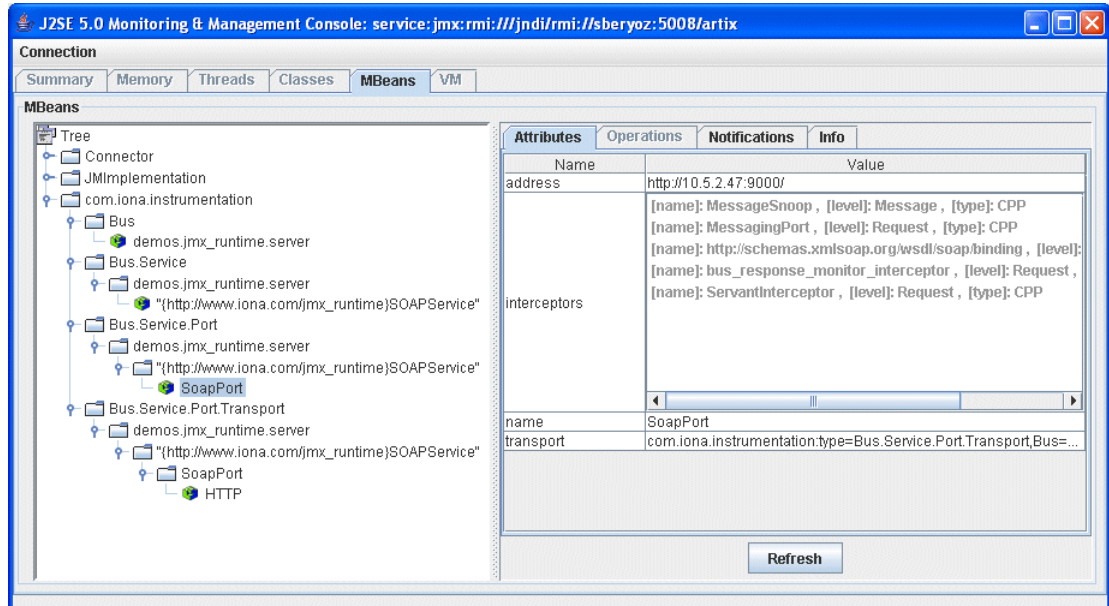 J2SE 5.0 Monitoring & Management Console: service:jmx:rmi:///jndi/rmi://sberyoz:5008/artix
Connection
Summary Memory Threads Classes MBeans VM
MBeans
Tree
Connector
JMImplementation
com.iona.instrumentation
Bus
demos.jmx_runtime.server
Bus.Service
demos.jmx_runtime.server
"{http://www.iona.com/jmx_runtime}SOAPService"
Bus.Service.Port
demos.jmx_runtime.server
"{http://www.iona.com/jmx_runtime}SOAPService"
SoapPort
Bus.Service.Port.Transport
demos.jmx_runtime.server
"{http://www.iona.com/jmx_runtime}SOAPService"
SoapPort
HTTP
Attributes Operations Notifications Info
Name Value
address http://10.5.2.47:9000/
interceptors
[name]: MessageSnoop , [level]: Message , [type]: CPP
[name]: MessagingPort , [level]: Request , [type]: CPP
[name]: http://schemas.xmlsoap.org/wsdl/soap/binding , [level]:
[name]: bus_response_monitor_interceptor , [level]: Request ,
[name]: ServantInterceptor , [level]: Request , [type]: CPP
name SoapPort
transport com.iona.instrumentation:type=Bus.Service.Port.Transport,Bus=...
Refresh